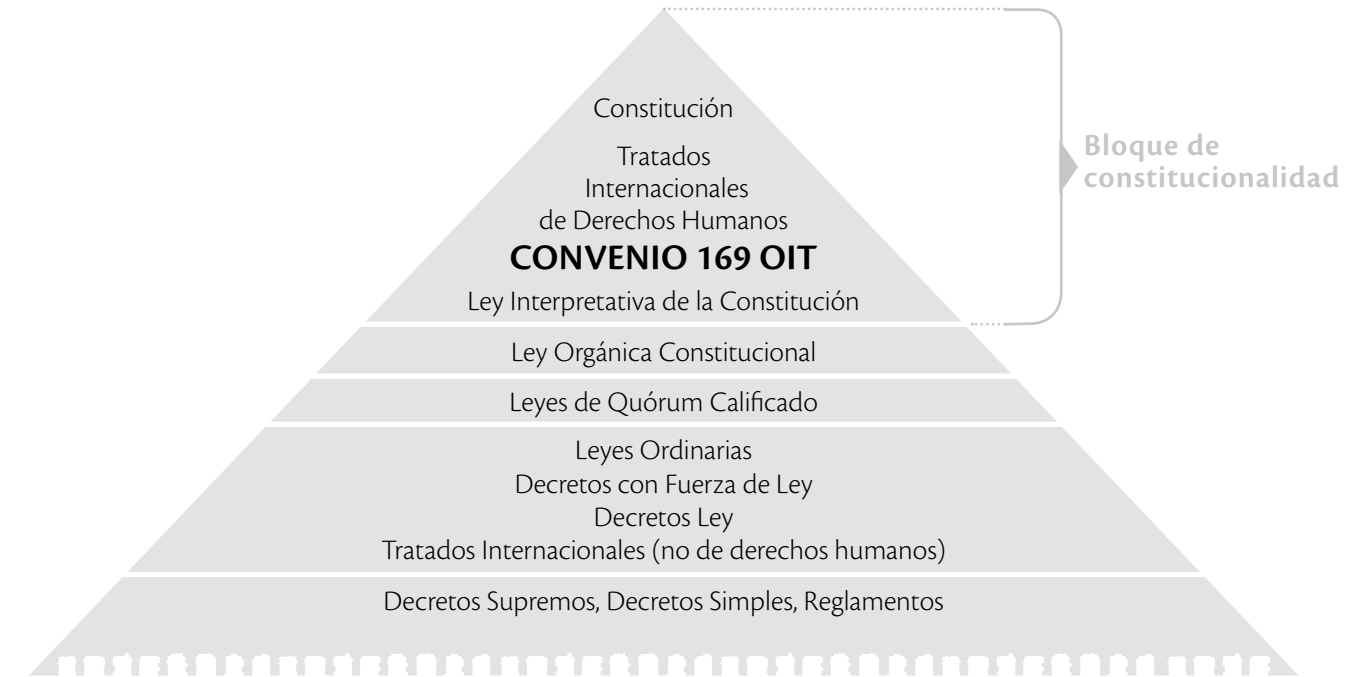 Constitución
Tratados
Internacionales
de Derechos Humanos
CONVENIO 169 OIT
Ley Interpretativa de la Constitución
Bloque de
constitucionalidad
Ley Orgánica Constitucional
Leyes de Quórum Calificado
Leyes Ordinarias
Decretos con Fuerza de Ley
Decretos Ley
Tratados Internacionales (no de derechos humanos)
Decretos Supremos, Decretos Simples, Reglamentos